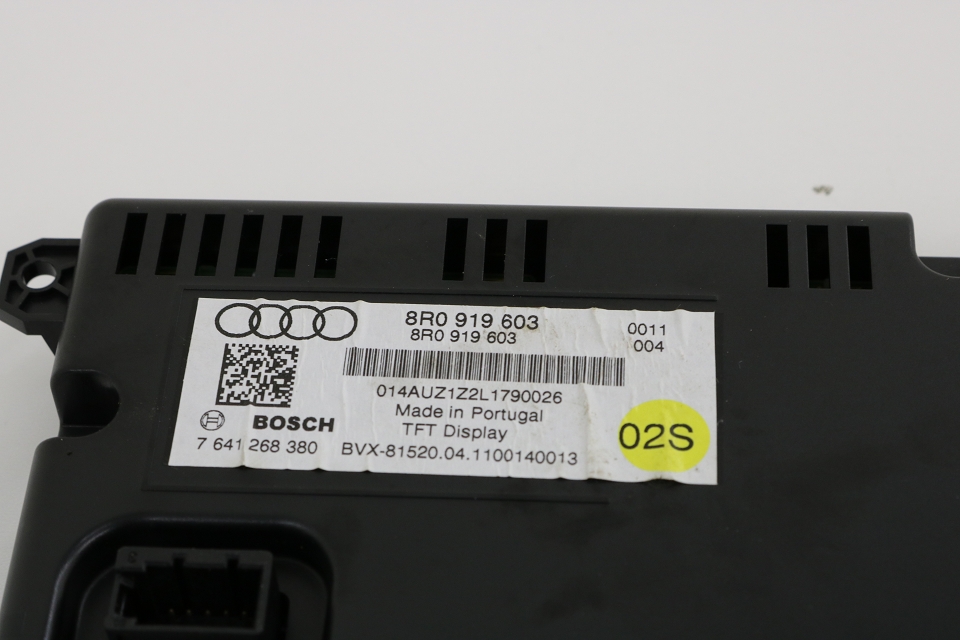 8R0 919 603
8R0 919 603
0011
004
014AUZ1Z2L1790026
Made in Portugal
TFT Display
BOSCH
7 641 268 380
BVX-81520.04.1100140013
02S